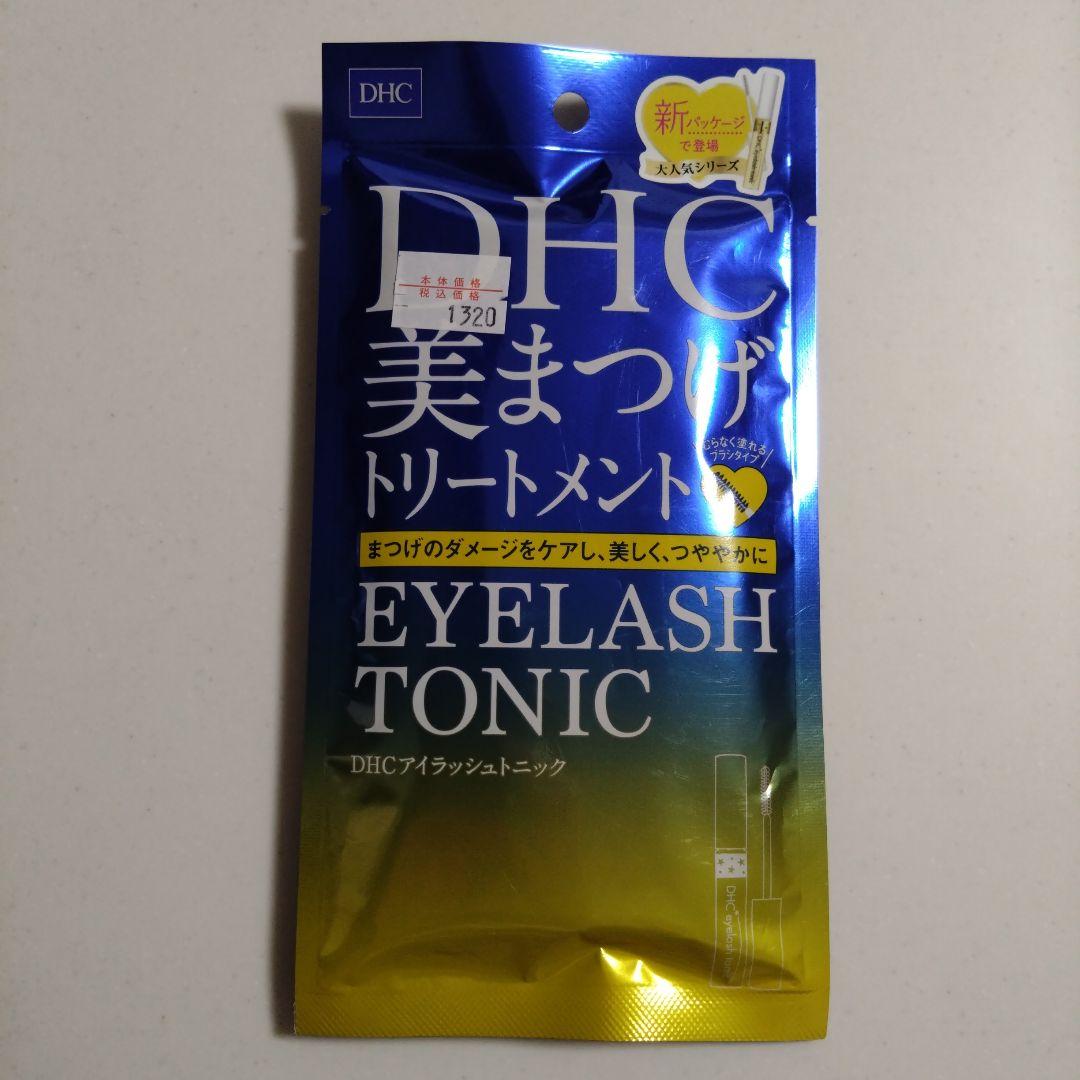 DHC
新パッケージ
で登場
大人気シリーズ
DHC
本体価格
税込価格
1320
美まつげ
むらなく塗れる
ブラシタイプ
トリートメント
まつげのダメージをケアし、美しく、つややかに
EYELASH
TONIC
DHCアイラッシュトニック
DHC eyelash tonic